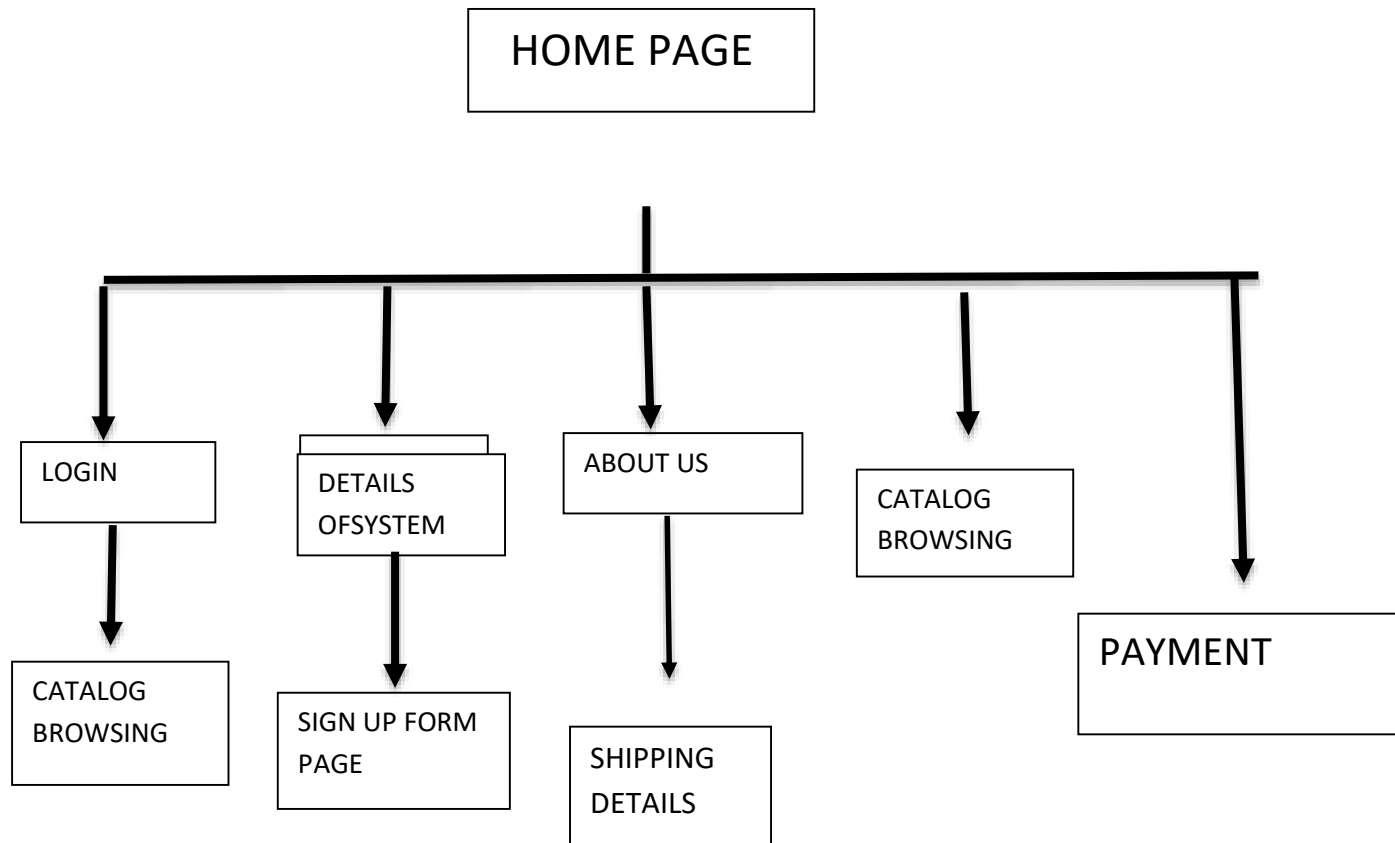 HOME PAGE
LOGIN
DETAILS
OFSYSTEM
ABOUT US
CATALOG
BROWSING
PAYMENT
CATALOG
BROWSING
SIGN UP FORM
PAGE
SHIPPING
DETAILS